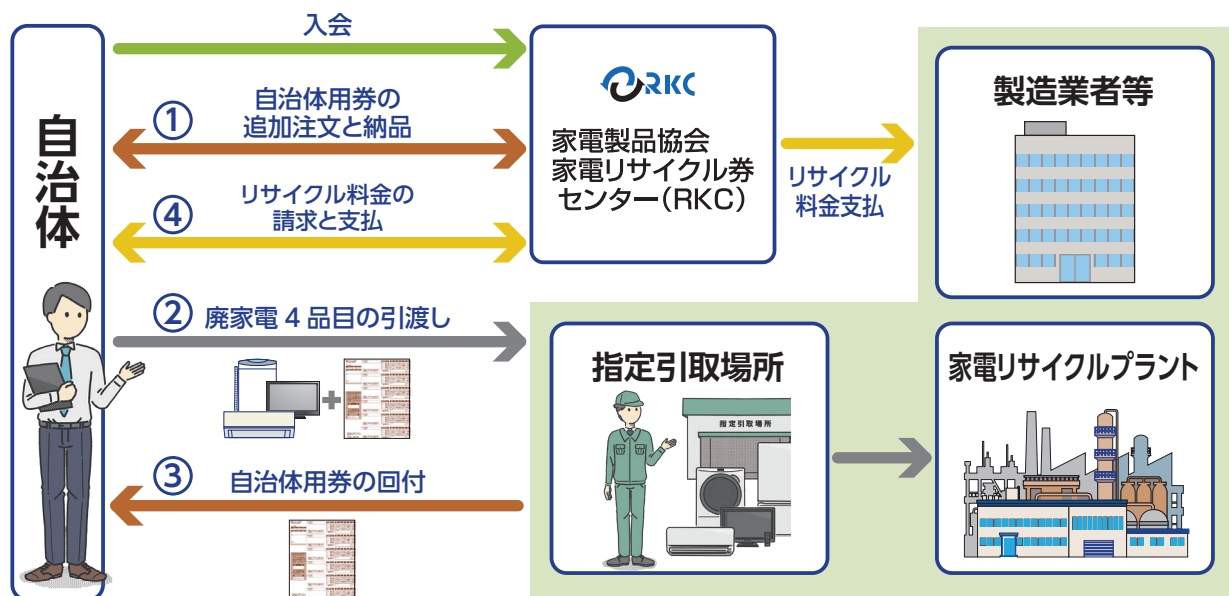 自治体
入会
①
自治体用券の
追加注文と納品
④
リサイクル料金の
請求と支払
RKC
家電製品協会
家電リサイクル券
センター(RKC)
リサイクル
料金支払
製造業者等
②
廃家電4品目の引渡し
+
③
自治体用券の回付
指定引取場所
指定引取場所
家電リサイクルプラント